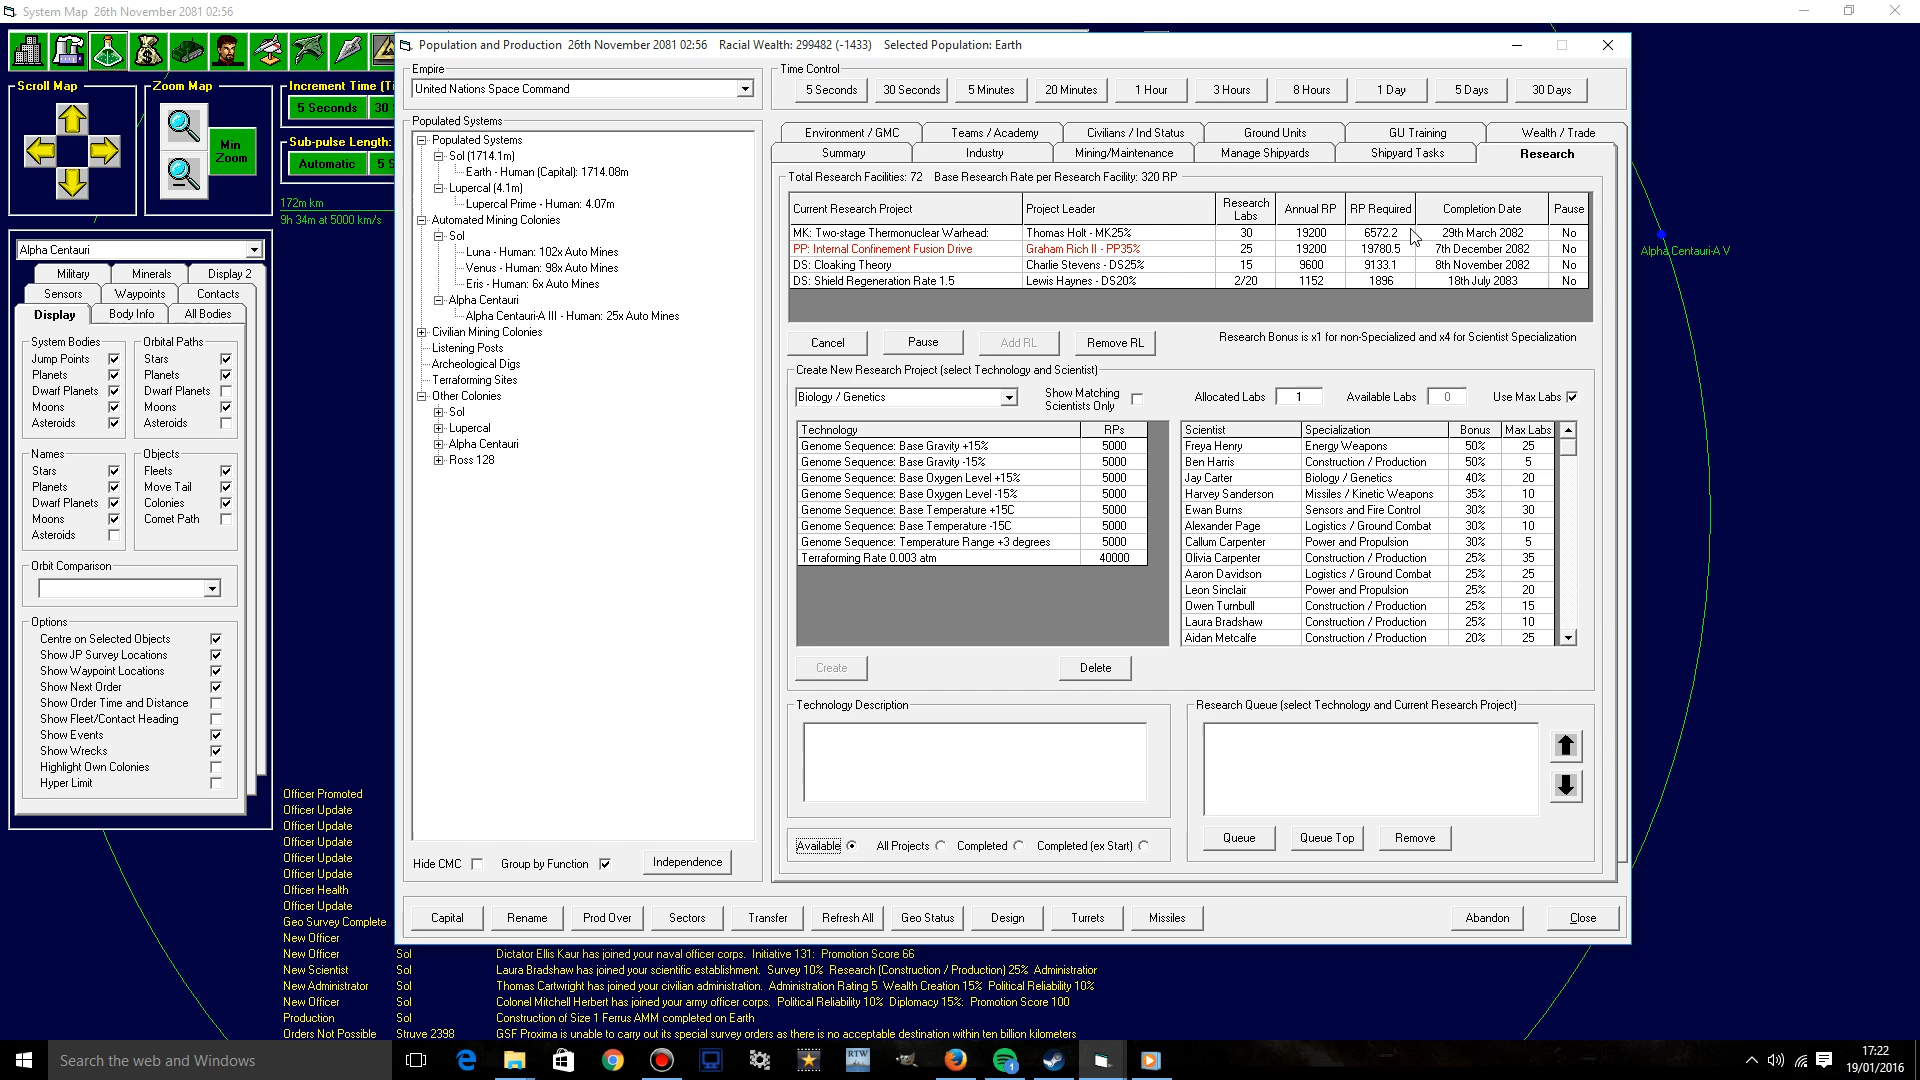 System Map  26th November 2081 02:56
Scroll Map
Zoom Map
Min Zoom
Increment Time (Ti
5 Seconds
30
Sub-pulse Length:
Automatic
5 S
172m km
9h 34m at 5000 km/s
Alpha Centauri
Military
Minerals
Display 2
Sensors
Waypoints
Contacts
Display
Body Info
All Bodies
System Bodies
Jump Points
Planets
Dwarf Planets
Moons
Asteroids
Orbital Paths
Stars
Planets
Dwarf Planets
Moons
Asteroids
Names
Stars
Planets
Dwarf Planets
Moons
Asteroids
Objects
Fleets
Move Tail
Colonies
Comet Path
Orbit Comparison
Options
Centre on Selected Objects
Show JP Survey Locations
Show Waypoint Locations
Show Next Order
Show Order Time and Distance
Show Fleet/Contact Heading
Show Events
Show Wrecks
Highlight Own Colonies
Hyper Limit
Population and Production  26th November 2081 02:56   Racial Wealth: 299482 (-1433)   Selected Population: Earth
Empire
United Nations Space Command
Time Control
5 Seconds
30 Seconds
5 Minutes
20 Minutes
1 Hour
3 Hours
8 Hours
1 Day
5 Days
30 Days
Populated Systems
Populated Systems
Sol (1714.1m)
Earth - Human (Capital): 1714.08m
Lupercal (4.1m)
Lupercal Prime - Human: 4.07m
Automated Mining Colonies
Sol
Luna - Human: 102x Auto Mines
Venus - Human: 98x Auto Mines
Eris - Human: 6x Auto Mines
Alpha Centauri
Alpha Centauri-A III - Human: 25x Auto Mines
Civilian Mining Colonies
Listening Posts
Archeological Digs
Terraforming Sites
Other Colonies
Sol
Lupercal
Alpha Centauri
Ross 128
Hide CMC
Group by Function
Independence
Environment / GMC
Teams / Academy
Civilians / Ind Status
Ground Units
GU Training
Wealth / Trade
Summary
Industry
Mining/Maintenance
Manage Shipyards
Shipyard Tasks
Research
Total Research Facilities: 72   Base Research Rate per Research Facility: 320 RP
Current Research Project  Project Leader  Research Labs  Annual RP  RP Required  Completion Date  Pause
MK: Two-stage Thermonuclear Warhead:  Thomas Holt - MK25%  30  19200  6572.2  29th March 2082  No
PP: Internal Confinement Fusion Drive  Graham Rich II - PP35%  25  19200  19780.5  7th December 2082  No
DS: Cloaking Theory  Charlie Stevens - DS25%  15  9600  9133.1  8th November 2082  No
DS: Shield Regeneration Rate 1.5  Lewis Haynes - DS20%  2/20  1152  1896  18th July 2083  No
Cancel
Pause
Add RL
Remove RL
Research Bonus is x1 for non-Specialized and x4 for Scientist Specialization
Create New Research Project (select Technology and Scientist)
Biology / Genetics
Show Matching Scientists Only
Allocated Labs  1
Available Labs  0
Use Max Labs
Technology  RPs
Genome Sequence: Base Gravity +15%  5000
Genome Sequence: Base Gravity -15%  5000
Genome Sequence: Base Oxygen Level +15%  5000
Genome Sequence: Base Oxygen Level -15%  5000
Genome Sequence: Base Temperature +15C  5000
Genome Sequence: Base Temperature -15C  5000
Genome Sequence: Temperature Range +3 degrees  5000
Terraforming Rate 0.003 atm  40000
Scientist  Specialization  Bonus  Max Labs
Freya Henry  Energy Weapons  50%  25
Ben Harris  Construction / Production  50%  5
Jay Carter  Biology / Genetics  40%  20
Harvey Sanderson  Missiles / Kinetic Weapons  35%  10
Ewan Burns  Sensors and Fire Control  30%  30
Alexander Page  Logistics / Ground Combat  30%  10
Callum Carpenter  Power and Propulsion  30%  5
Olivia Carpenter  Construction / Production  25%  35
Aaron Davidson  Logistics / Ground Combat  25%  25
Leon Sinclair  Power and Propulsion  25%  20
Owen Turnbull  Construction / Production  25%  15
Laura Bradshaw  Construction / Production  25%  10
Aidan Metcalfe  Construction / Production  20%  25
Create
Delete
Technology Description
Research Queue (select Technology and Current Research Project)
Available
All Projects
Completed
Completed (ex Start)
Queue
Queue Top
Remove
Capital
Rename
Prod Over
Sectors
Transfer
Refresh All
Geo Status
Design
Turrets
Missiles
Abandon
Close
Alpha Centauri-A V
Officer Promoted
Officer Update
Officer Update
Officer Update
Officer Update
Officer Update
Officer Health
Officer Update
Geo Survey Complete
New Officer
New Officer  Sol  Dictator Ellis Kaur has joined your naval officer corps.  Initiative 131:  Promotion Score 66
New Scientist  Sol  Laura Bradshaw has joined your scientific establishment.  Survey 10%  Research (Construction / Production) 25%  Administratior
New Administrator  Sol  Thomas Cartwright has joined your civilian administration.  Administration Rating 5  Wealth Creation 15%  Political Reliability 10%
New Officer  Sol  Colonel Mitchell Herbert has joined your army officer corps.  Political Reliability 10%  Diplomacy 15%:  Promotion Score 100
Production  Sol  Construction of Size 1 Ferrus AMM completed on Earth
Orders Not Possible  Struve 2398  GSF Proxima is unable to carry out its special survey orders as there is no acceptable destination within ten billion kilometers
Search the web and Windows
RTW
1
17:22
19/01/2016